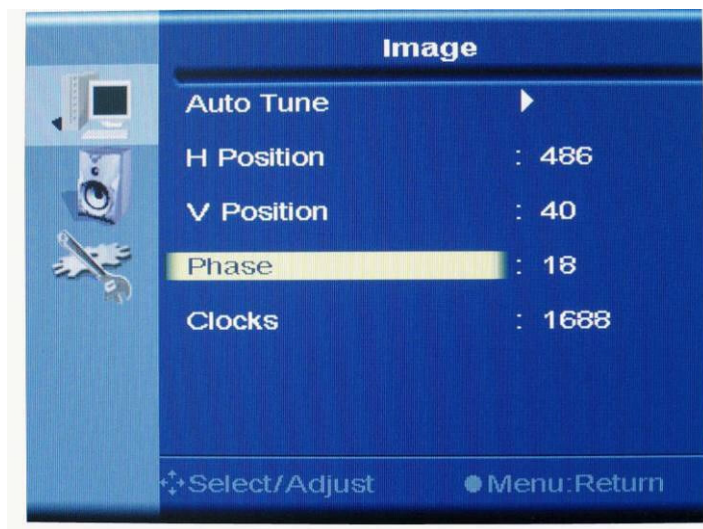 Image
Auto Tune
H Position : 486
V Position : 40
Phase : 18
Clocks : 1688
Select/Adjust Menu:Return